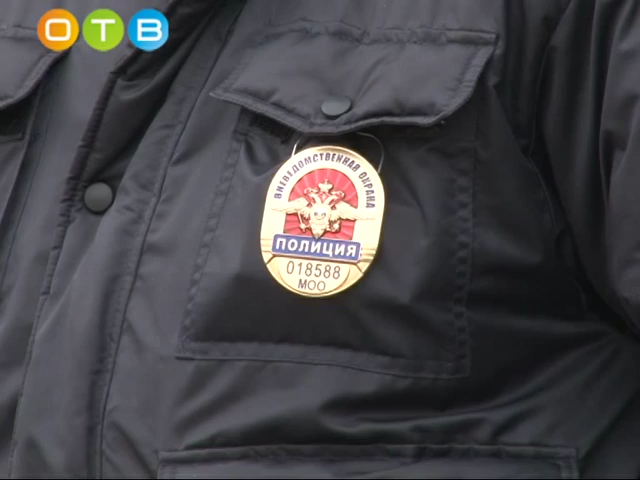 ОТВ
ВНЕВЕДОМСТВЕННАЯ ОХРАНА
ПОЛИЦИЯ
018588
МОО